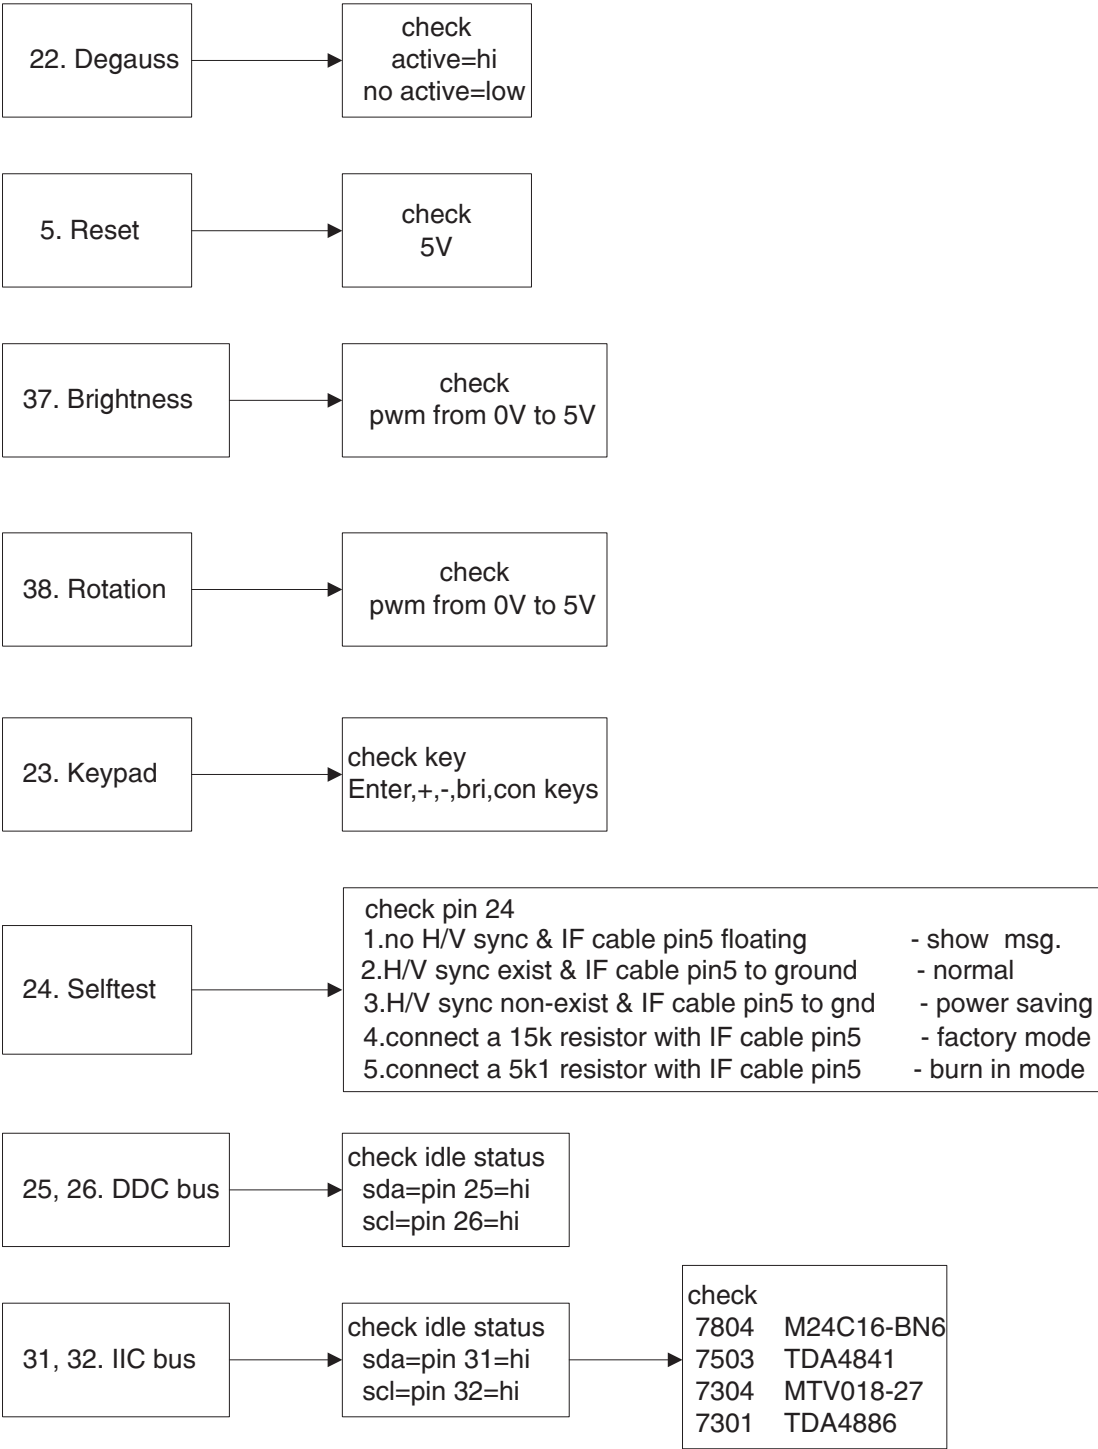 22. Degauss
check
active=hi
no active=low
5. Reset
check
5V
37. Brightness
check
pwm from 0V to 5V
38. Rotation
check
pwm from 0V to 5V
23. Keypad
check key
Enter,+,-,bri,con keys
24. Selftest
check pin 24
1.no H/V sync & IF cable pin5 floating - show msg.
2.H/V sync exist & IF cable pin5 to ground - normal
3.H/V sync non-exist & IF cable pin5 to gnd - power saving
4.connect a 15k resistor with IF cable pin5 - factory mode
5.connect a 5k1 resistor with IF cable pin5 - burn in mode
25, 26. DDC bus
check idle status
sda=pin 25=hi
scl=pin 26=hi
31, 32. IIC bus
check idle status
sda=pin 31=hi
scl=pin 32=hi
check
7804 M24C16-BN6
7503 TDA4841
7304 MTV018-27
7301 TDA4886